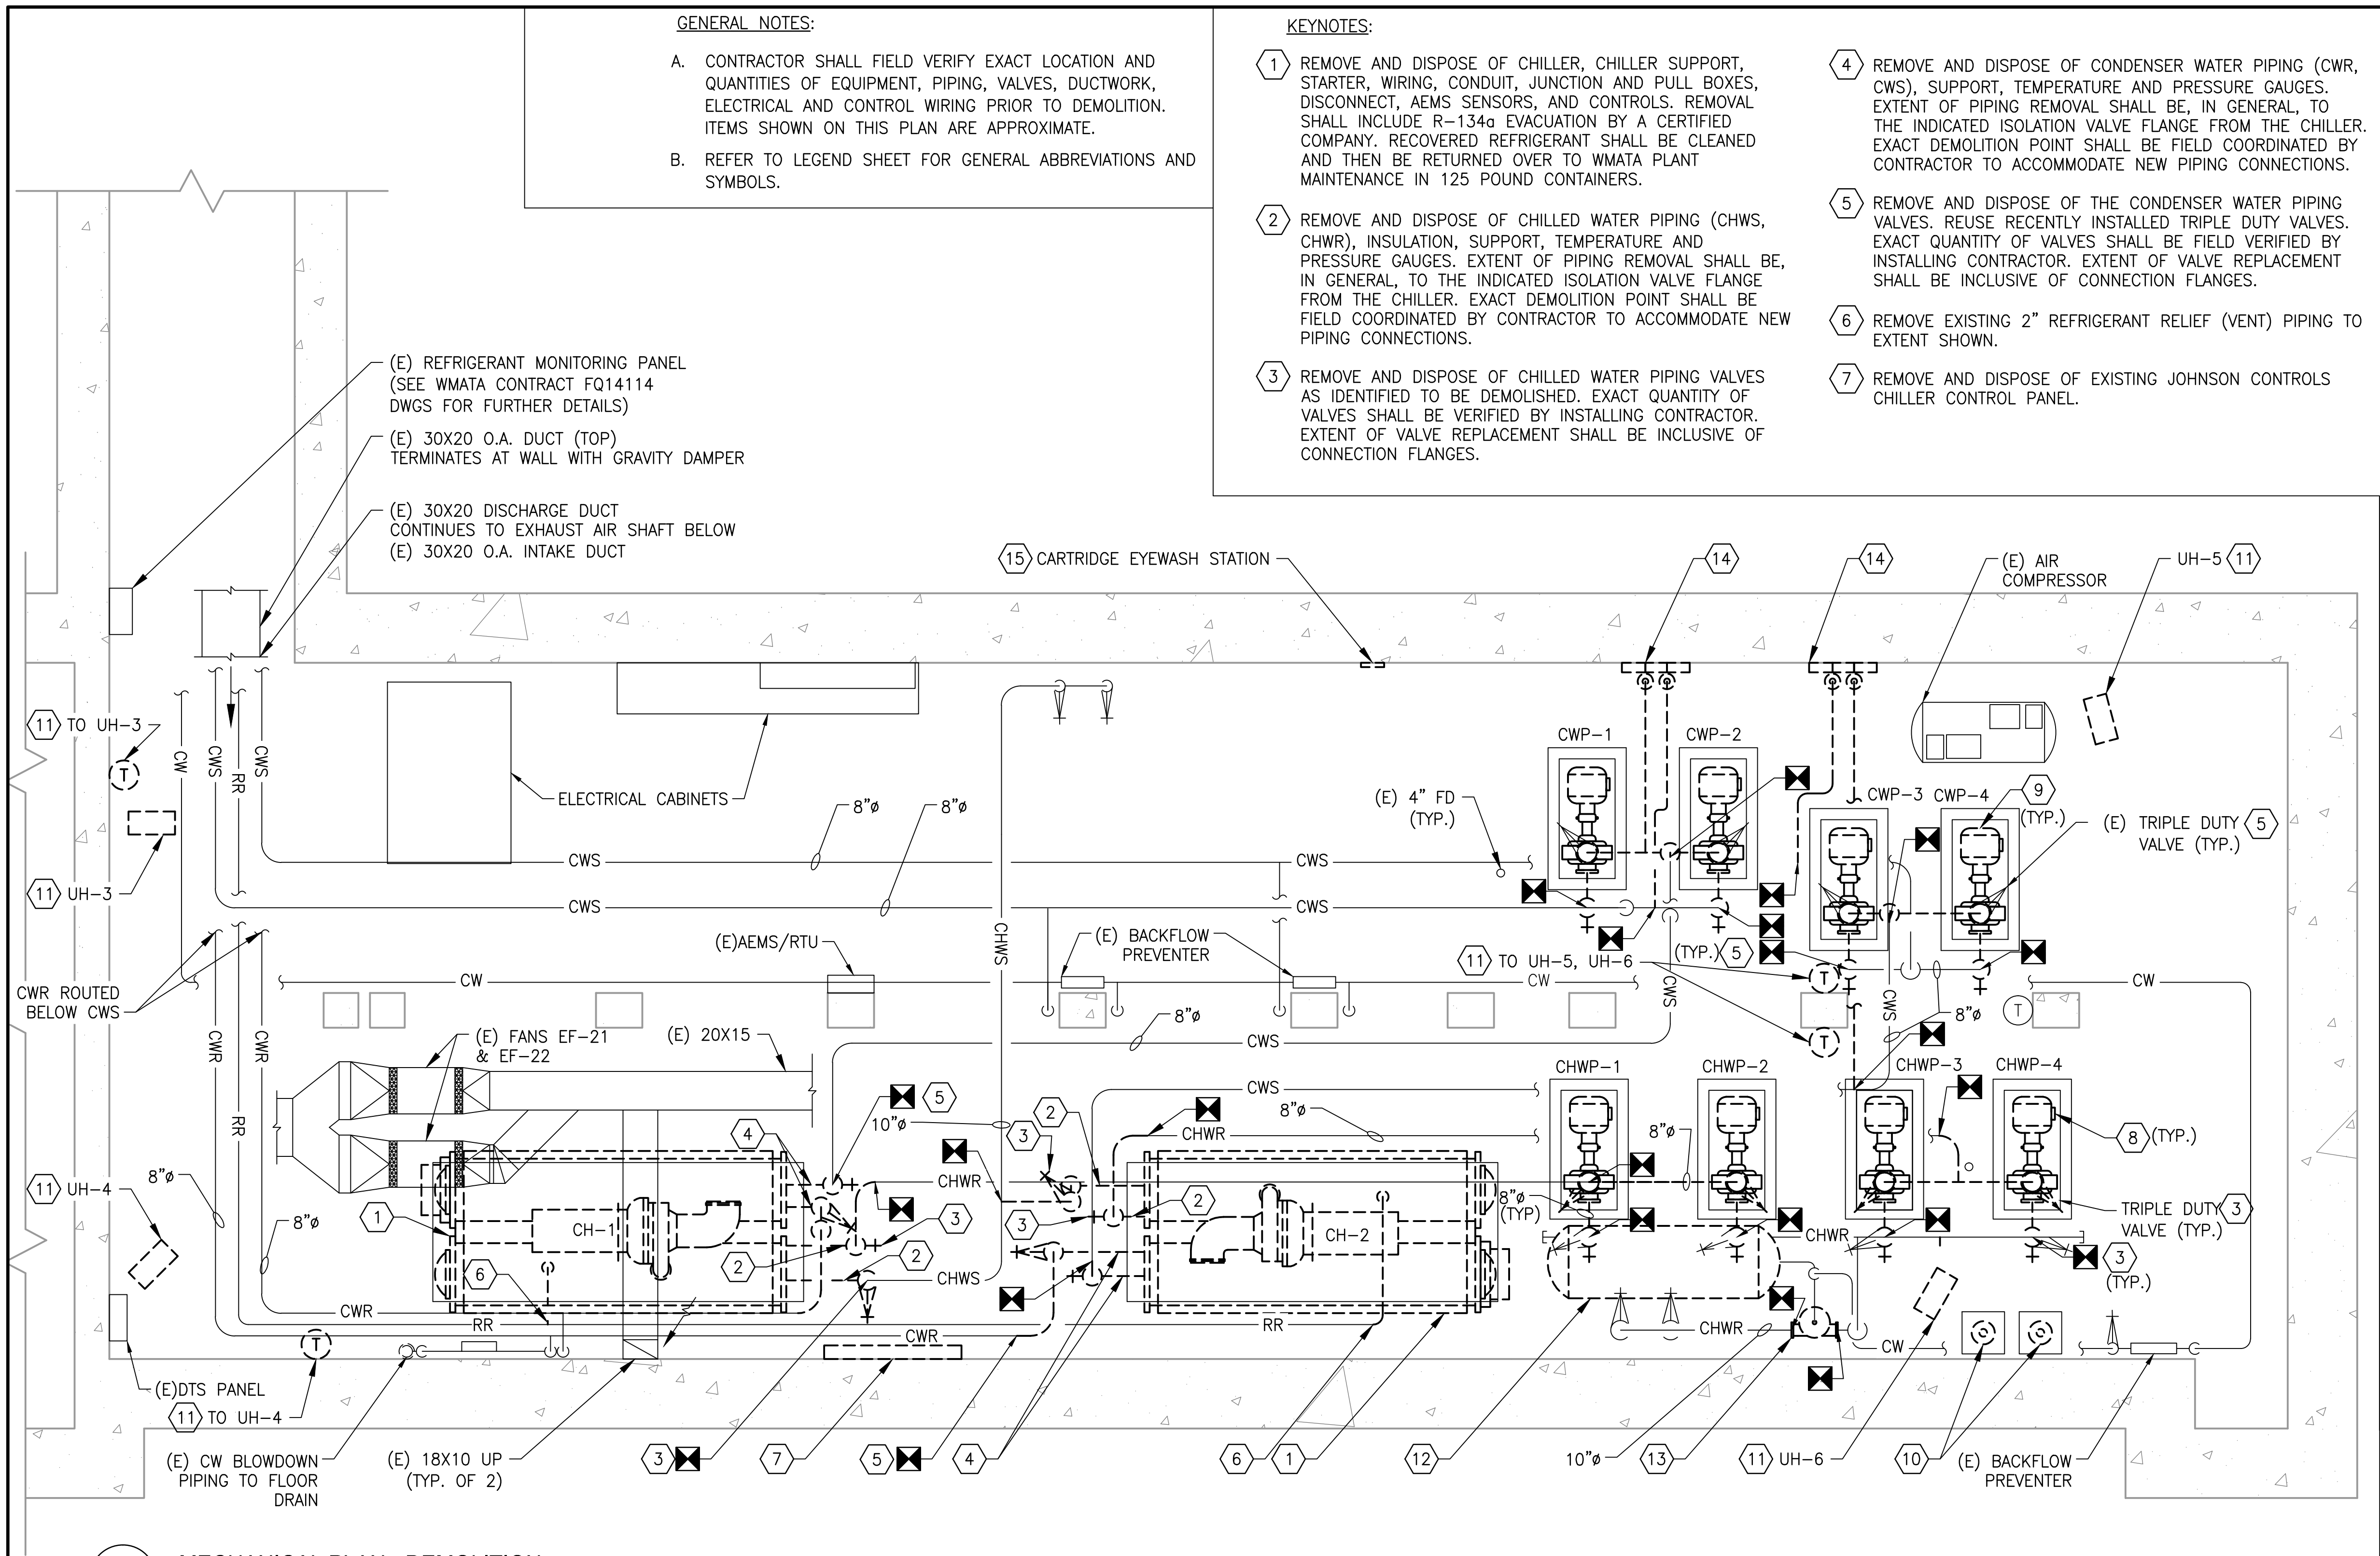 GENERAL NOTES:
A. CONTRACTOR SHALL FIELD VERIFY EXACT LOCATION AND
QUANTITIES OF EQUIPMENT, PIPING, VALVES, DUCTWORK,
ELECTRICAL AND CONTROL WIRING PRIOR TO DEMOLITION.
ITEMS SHOWN ON THIS PLAN ARE APPROXIMATE.
B. REFER TO LEGEND SHEET FOR GENERAL ABBREVIATIONS AND
SYMBOLS.
KEYNOTES:
1 REMOVE AND DISPOSE OF CHILLER, CHILLER SUPPORT,
STARTER, WIRING, CONDUIT, JUNCTION AND PULL BOXES,
DISCONNECT, AEMS SENSORS, AND CONTROLS. REMOVAL
SHALL INCLUDE R-134a EVACUATION BY A CERTIFIED
COMPANY. RECOVERED REFRIGERANT SHALL BE CLEANED
AND THEN BE RETURNED OVER TO WMATA PLANT
MAINTENANCE IN 125 POUND CONTAINERS.
2 REMOVE AND DISPOSE OF CHILLED WATER PIPING (CHWS,
CHWR), INSULATION, SUPPORT, TEMPERATURE AND
PRESSURE GAUGES. EXTENT OF PIPING REMOVAL SHALL BE,
IN GENERAL, TO THE INDICATED ISOLATION VALVE FLANGE
FROM THE CHILLER. EXACT DEMOLITION POINT SHALL BE
FIELD COORDINATED BY CONTRACTOR TO ACCOMMODATE NEW
PIPING CONNECTIONS.
3 REMOVE AND DISPOSE OF CHILLED WATER PIPING VALVES
AS IDENTIFIED TO BE DEMOLISHED. EXACT QUANTITY OF
VALVES SHALL BE VERIFIED BY INSTALLING CONTRACTOR.
EXTENT OF VALVE REPLACEMENT SHALL BE INCLUSIVE OF
CONNECTION FLANGES.
4 REMOVE AND DISPOSE OF CONDENSER WATER PIPING (CWR,
CWS), SUPPORT, TEMPERATURE AND PRESSURE GAUGES.
EXTENT OF PIPING REMOVAL SHALL BE, IN GENERAL, TO
THE INDICATED ISOLATION VALVE FLANGE FROM THE CHILLER.
EXACT DEMOLITION POINT SHALL BE FIELD COORDINATED BY
CONTRACTOR TO ACCOMMODATE NEW PIPING CONNECTIONS.
5 REMOVE AND DISPOSE OF THE CONDENSER WATER PIPING
VALVES. REUSE RECENTLY INSTALLED TRIPLE DUTY VALVES.
EXACT QUANTITY OF VALVES SHALL BE FIELD VERIFIED BY
INSTALLING CONTRACTOR. EXTENT OF VALVE REPLACEMENT
SHALL BE INCLUSIVE OF CONNECTION FLANGES.
6 REMOVE EXISTING 2" REFRIGERANT RELIEF (VENT) PIPING TO
EXTENT SHOWN.
7 REMOVE AND DISPOSE OF EXISTING JOHNSON CONTROLS
CHILLER CONTROL PANEL.
(E) REFRIGERANT MONITORING PANEL
(SEE WMATA CONTRACT FQ14114
DWGS FOR FURTHER DETAILS)
(E) 30X20 O.A. DUCT (TOP)
TERMINATES AT WALL WITH GRAVITY DAMPER
(E) 30X20 DISCHARGE DUCT
CONTINUES TO EXHAUST AIR SHAFT BELOW
(E) 30X20 O.A. INTAKE DUCT
15 CARTRIDGE EYEWASH STATION
14
14
(E) AIR
COMPRESSOR
UH-5 11
11 TO UH-3
T
CW
CWS
RR
CWS
ELECTRICAL CABINETS
8"ø
8"ø
(E) 4" FD
(TYP.)
CWP-1
CWP-2
CWP-3
CWP-4
9
(TYP.)
(E) TRIPLE DUTY 5
VALVE (TYP.)
11 UH-3
CWS
CWS
CWS
CWS
CHWS
(E)AEMS/RTU
(E) BACKFLOW
PREVENTER
11 TO UH-5, UH-6
(TYP.) 5
CWR ROUTED
BELOW CWS
CW
CW
CW
T
T
T
CWS
CWS
8"ø
8"ø
CWR
RR
CWR
(E) FANS EF-21
& EF-22
(E) 20X15
CWS
CWS
CHWP-1
CHWP-2
CHWP-3
CHWP-4
5
10"ø
4
2
3
CHWR
8"ø
8"ø
8 (TYP.)
11 UH-4
8"ø
8"ø
1
CH-1
CHWR
3
2
2
CHWS
3
2
CH-2
8"ø
(TYP)
CHWR
TRIPLE DUTY 3
VALVE (TYP.)
3
(TYP.)
6
CWR
RR
CWR
RR
CHWR
CW
T
(E)DTS PANEL
11 TO UH-4
(E) CW BLOWDOWN
PIPING TO FLOOR
DRAIN
(E) 18X10 UP
(TYP. OF 2)
3
7
5
4
6
1
12
10"ø
13
11 UH-6
10
(E) BACKFLOW
PREVENTER